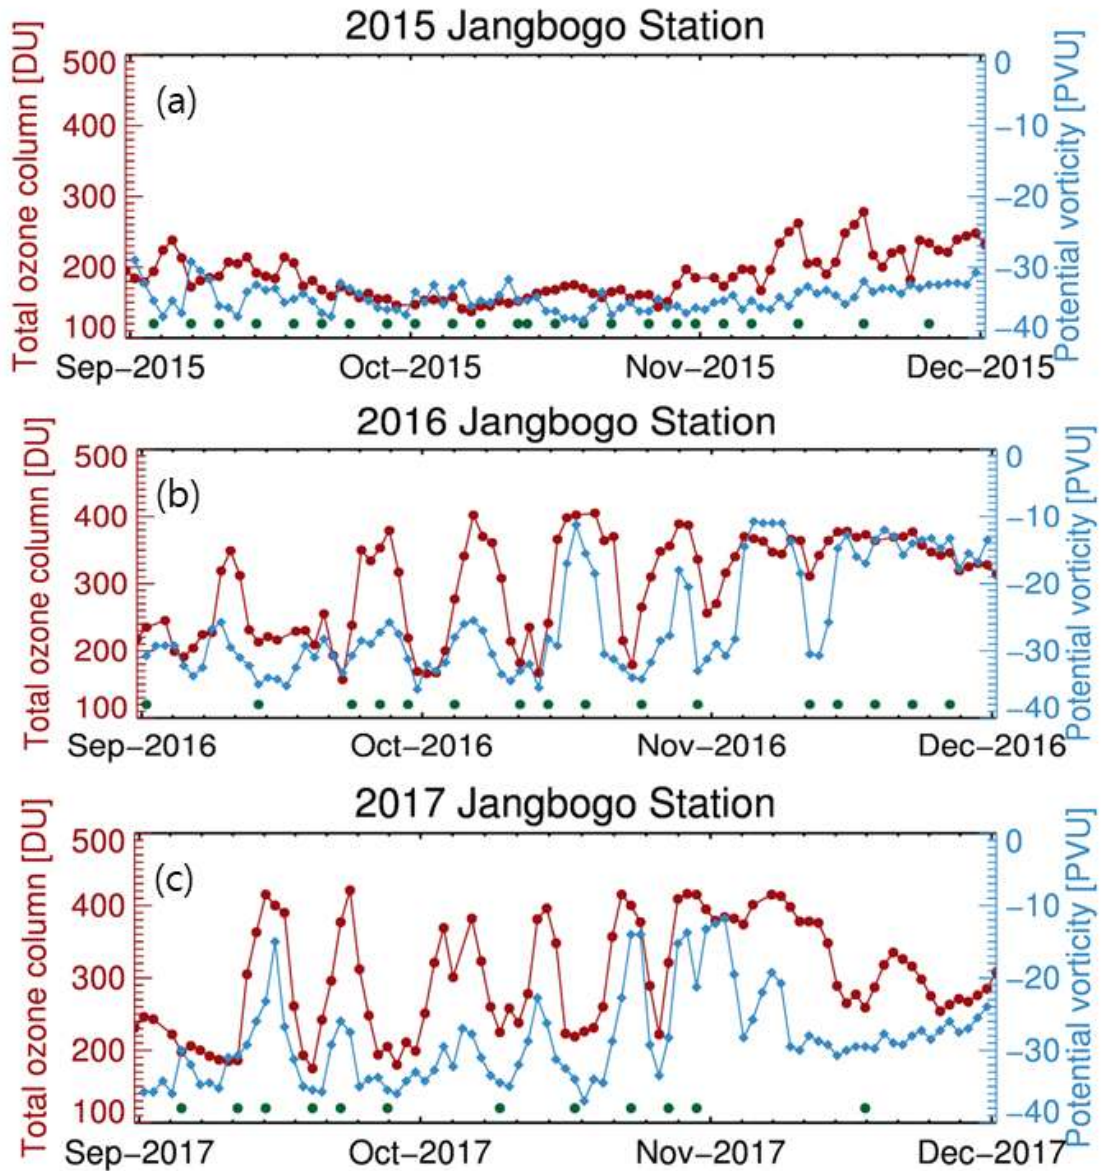 2015 Jangbogo Station
Total ozone column [DU]
500
400
300
200
100
(a)
0
−10
−20
−30
−40
Potential vorticity [PVU]
Sep−2015 Oct−2015 Nov−2015 Dec−2015
2016 Jangbogo Station
Total ozone column [DU]
500
400
300
200
100
(b)
0
−10
−20
−30
−40
Potential vorticity [PVU]
Sep−2016 Oct−2016 Nov−2016 Dec−2016
2017 Jangbogo Station
Total ozone column [DU]
500
400
300
200
100
(c)
0
−10
−20
−30
−40
Potential vorticity [PVU]
Sep−2017 Oct−2017 Nov−2017 Dec−2017